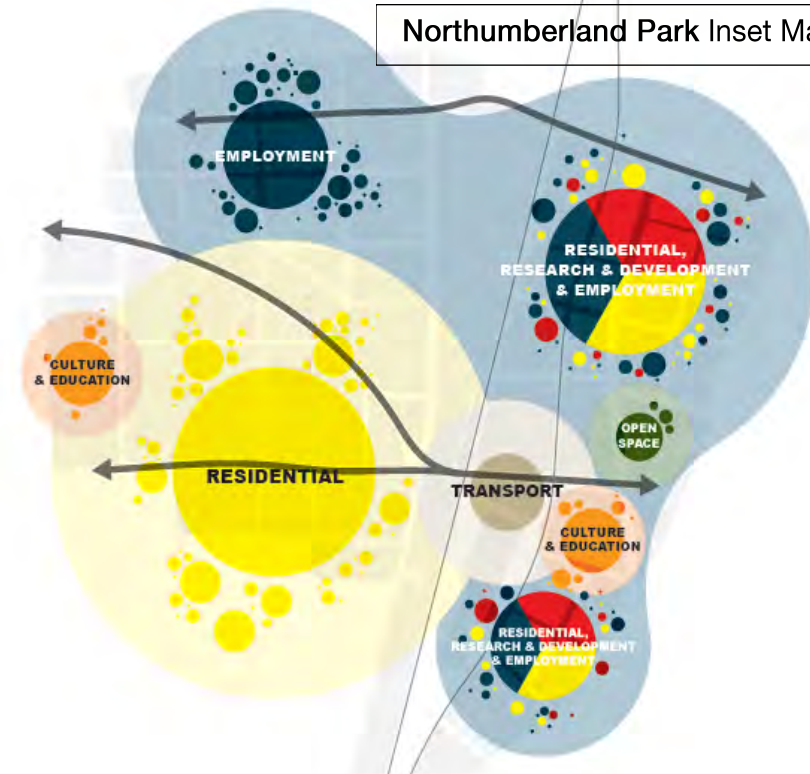 Northumberland Park Inset Ma
EMPLOYMENT
RESIDENTIAL,
RESEARCH & DEVELOPMENT
& EMPLOYMENT
CULTURE
& EDUCATION
OPEN
SPACE
RESIDENTIAL
TRANSPORT
CULTURE
& EDUCATION
RESIDENTIAL,
RESEARCH & DEVELOPMENT
& EMPLOYMENT